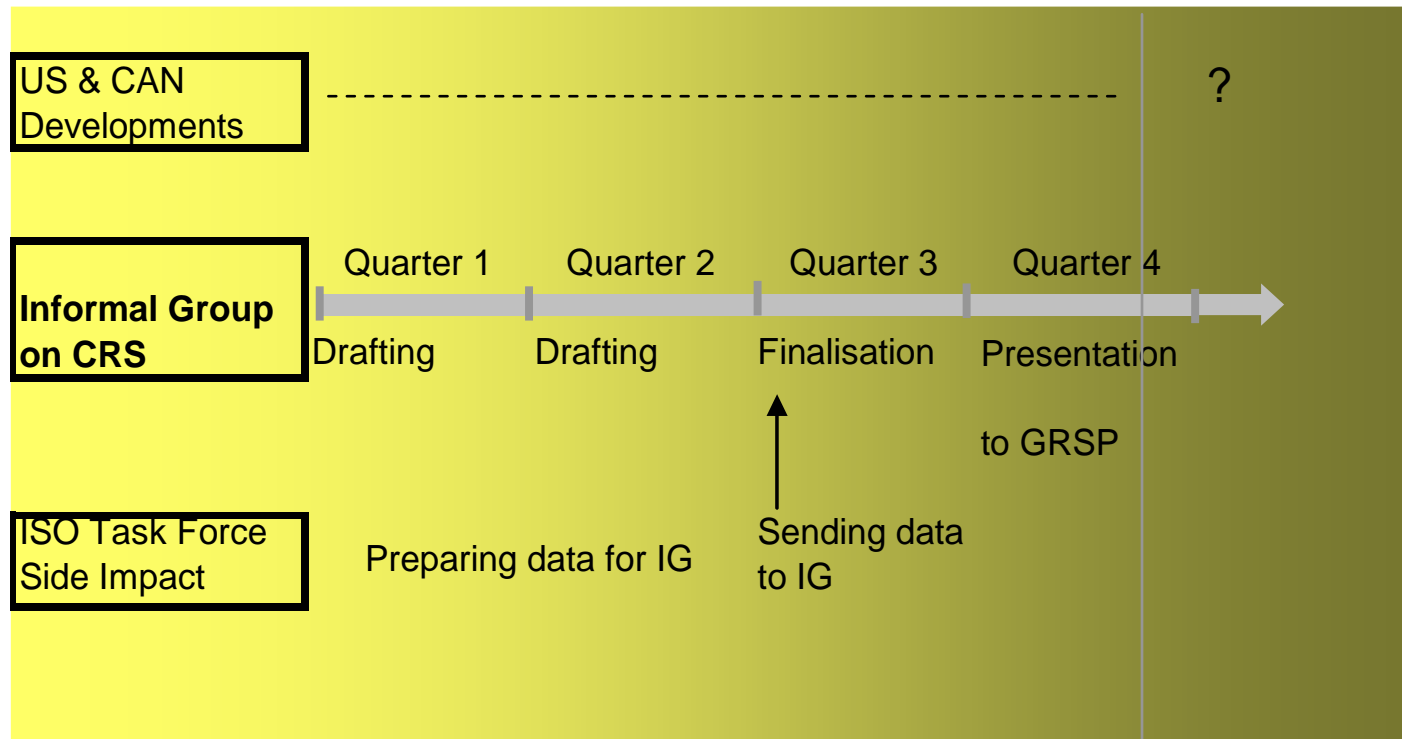 US & CAN
Developments
?
Quarter 1
Quarter 2
Quarter 3
Quarter 4
Informal Group
on CRS
Drafting
Drafting
Finalisation
Presentation
to GRSP
ISO Task Force
Side Impact
Preparing data for IG
Sending data
to IG